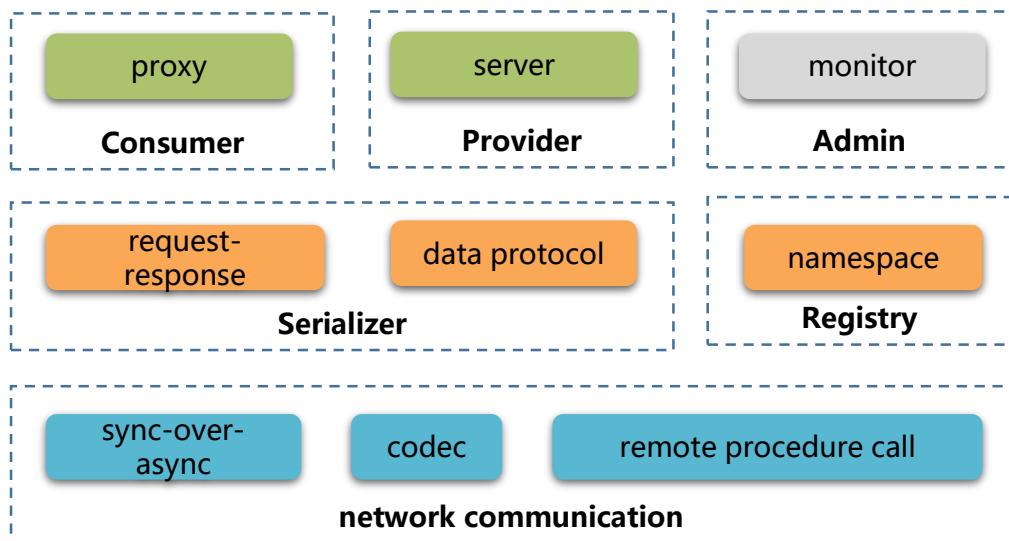 proxy
Consumer
server
Provider
monitor
Admin
request-
response
data protocol
Serializer
namespace
Registry
sync-over-
async
codec
remote procedure call
network communication